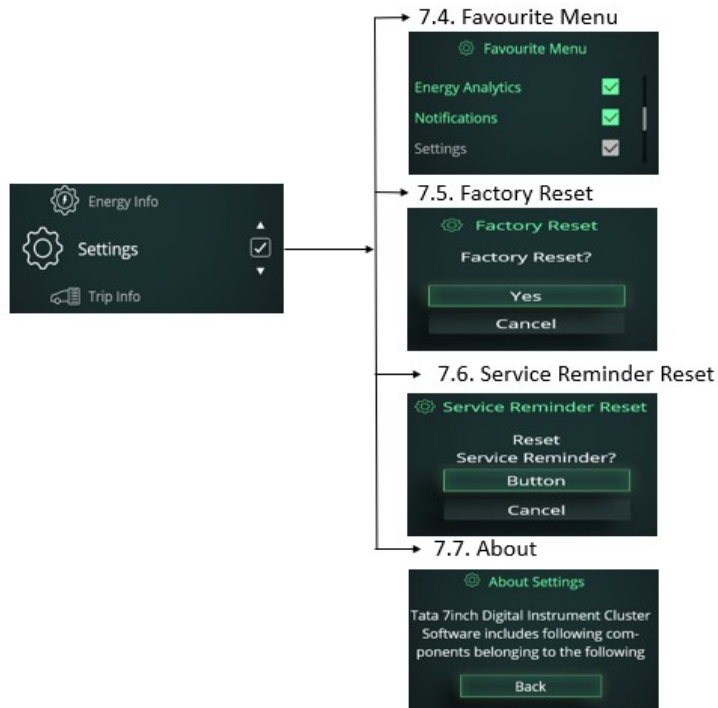 7.4. Favourite Menu
Favourite Menu
Energy Analytics
Notifications
Settings
Energy Info
Settings
Trip Info
7.5. Factory Reset
Factory Reset
Factory Reset?
Yes
Cancel
7.6. Service Reminder Reset
Service Reminder Reset
Reset
Service Reminder?
Button
Cancel
7.7. About
About Settings
Tata 7inch Digital Instrument Cluster
Software includes following com-
ponents belonging to the following
Back